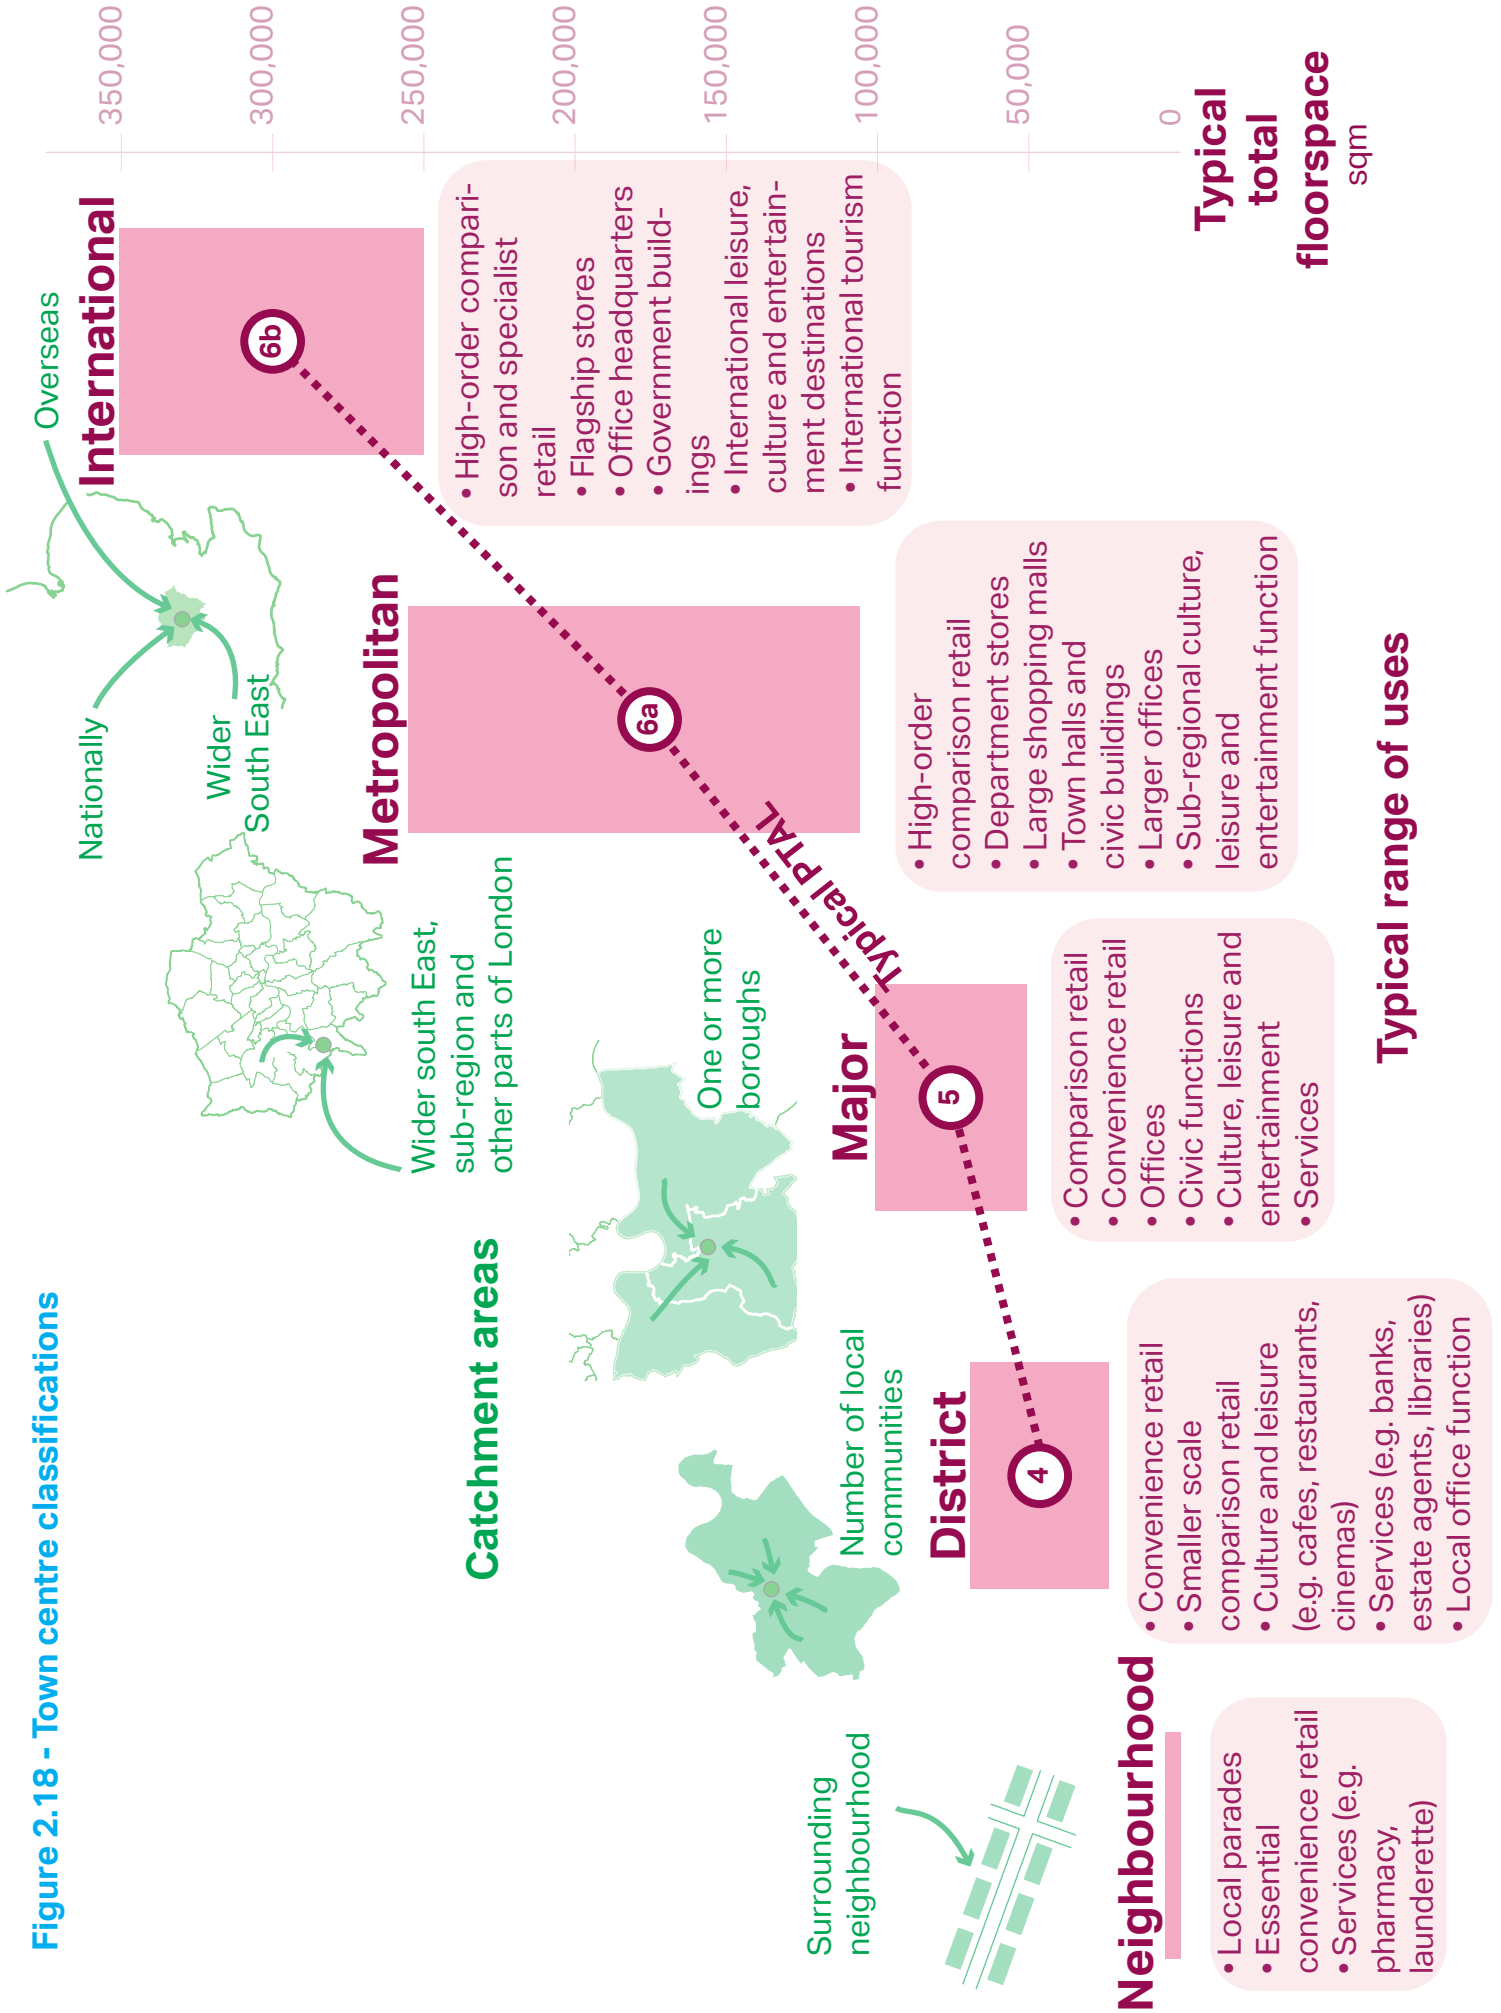 Figure 2.18 - Town centre classifications
Catchment areas
Surrounding
neighbourhood
Number of local
communities
One or more
boroughs
Wider south East,
sub-region and
other parts of London
Nationally
Wider
South East
Overseas
Neighbourhood
• Local parades
• Essential
convenience retail
• Services (e.g.
pharmacy,
launderette)
District
4
• Convenience retail
• Smaller scale
comparison retail
• Culture and leisure
(e.g. cafes, restaurants,
cinemas)
• Services (e.g. banks,
estate agents, libraries)
• Local office function
Major
5
• Comparison retail
• Convenience retail
• Offices
• Civic functions
• Culture, leisure and
entertainment
• Services
Typical PTAL
Metropolitan
6a
• High-order
comparison retail
• Department stores
• Large shopping malls
• Town halls and
civic buildings
• Larger offices
• Sub-regional culture,
leisure and
entertainment function
International
6b
• High-order compari-
son and specialist
retail
• Flagship stores
• Office headquarters
• Government build-
ings
• International leisure,
culture and entertain-
ment destinations
• International tourism
function
350,000
300,000
250,000
200,000
150,000
100,000
50,000
0
Typical
total
floorspace
sqm
Typical range of uses